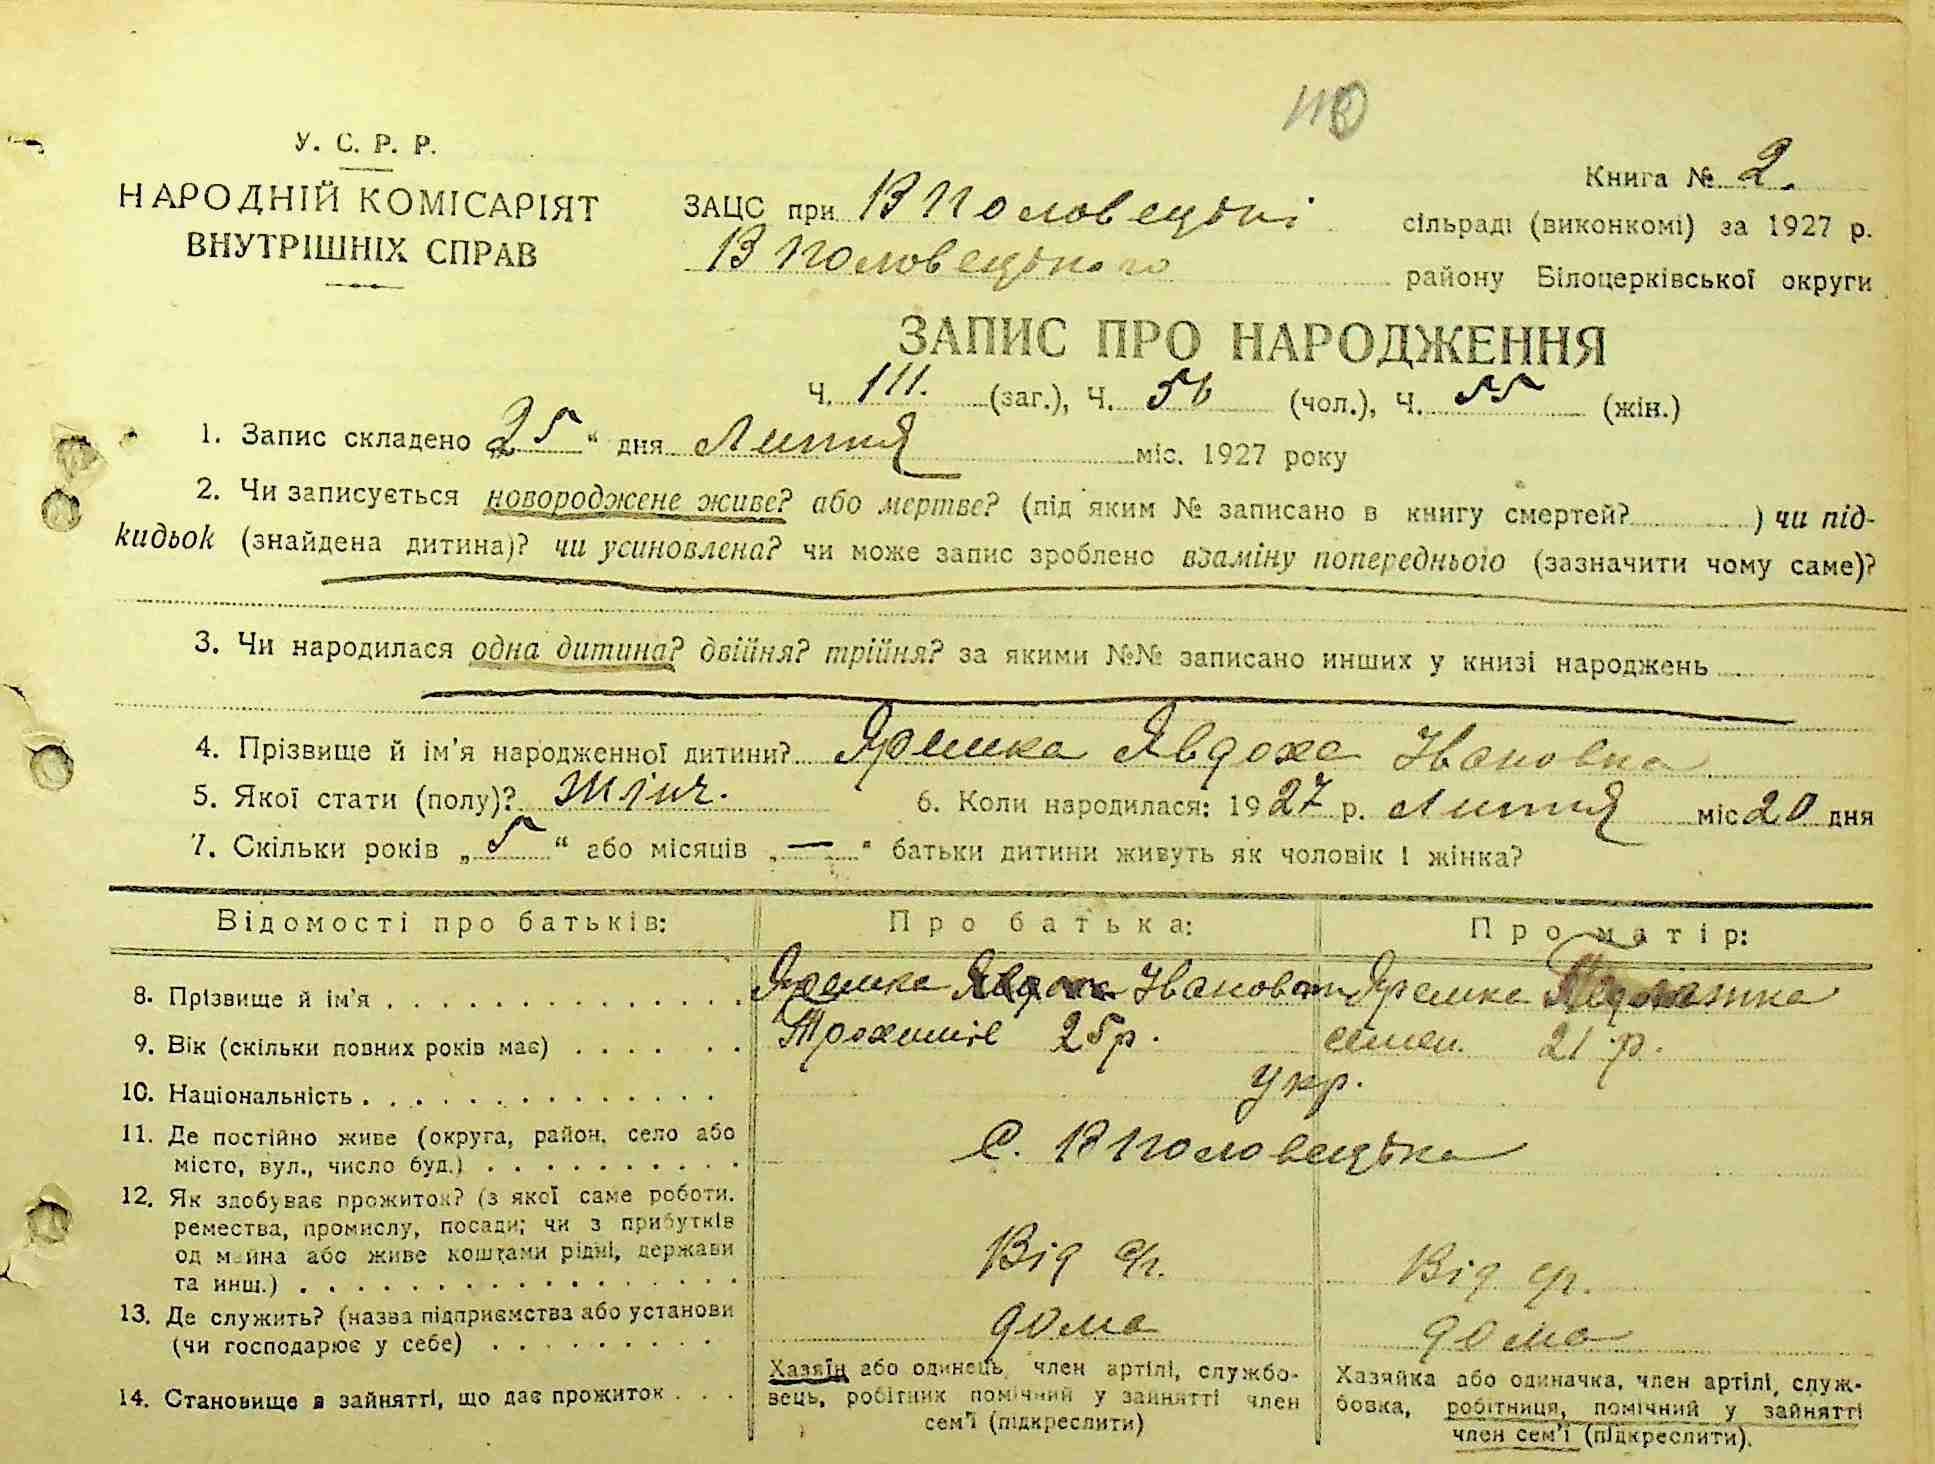 У. С. Р. Р.
НАРОДНІЙ КОМІСАРІЯТ
ВНУТРІШНІХ СПРАВ
Книга № 2.
ЗАЦС при В Половецькі сільраді (виконкомі) за 1927 р.
В Половецького району Білоцерківської округи
ЗАПИС ПРО НАРОДЖЕННЯ
Ч. 111. (заг.), Ч. 56 (чол.), Ч. 55 (жін.)
1. Запис складено „25“ дня Липня міс. 1927 року
2. Чи записується новороджене живе? або мертве? (під яким № записано в книгу смертей? ) чи під-
кидьок (знайдена дитина)? чи усиновлена? чи може запис зроблено взаміну попереднього (зазначити чому саме)?
3. Чи народилася одна дитина? двійня? трійня? за якими №№ записано инших у книзі народжень
4. Прізвище й ім'я народженної дитини? Яремка Явдоха Івановна
5. Якої стати (полу)? жіноч. 6. Коли народилася: 1927 р. Липня міс 20 дня
7. Скільки років „5“ або місяців „—“ батьки дитини живуть як чоловік і жінка?
Відомості про батьків: Про батька: Про матір:
8. Прізвище й ім'я Яремка Іванов Яремка
9. Вік (скільки повних років має) 25 р. семен. 21 р.
10. Національність укр.
11. Де постійно живе (округа, район, село або
місто, вул., число буд.) С. В Половецька
12. Як здобуває прожиток? (з якої саме роботи,
ремества, промислу, посади; чи з прибутків
од майна або живе коштами рідні, держави
та инш.) Від с/г. Від с/г.
13. Де служить? (назва підприємства або установи
(чи господарює у себе) дома дома
14. Становище в зайнятті, що дає прожиток
Хазяїн або одинець, член артілі, службо-
вець, робітник помічний у зайнятті член
сем'ї (підкреслити)
Хазяйка або одиначка, член артілі, служ-
бовка, робітниця, помічний у зайнятті
член сем'ї (підкреслити).